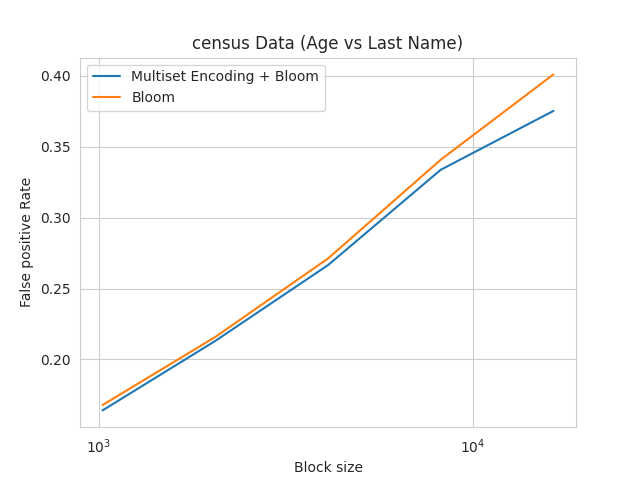 census Data (Age vs Last Name)
Multiset Encoding + Bloom
Bloom
False positive Rate
0.40
0.35
0.30
0.25
0.20
10³
10⁴
Block size